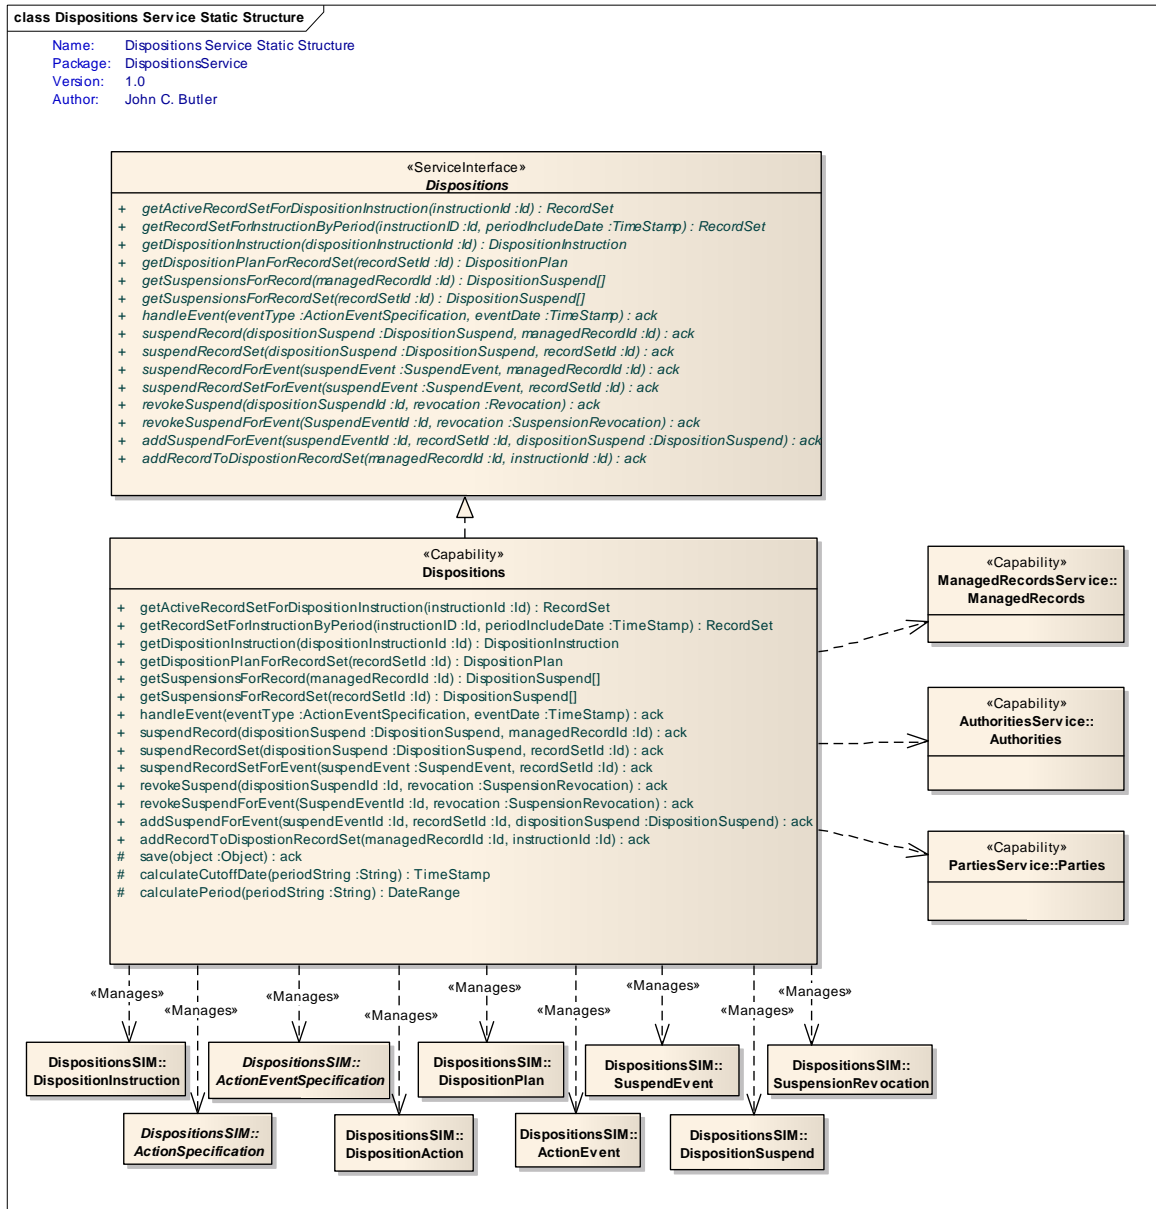 class Dispositions Service Static Structure
Name: Dispositions Service Static Structure
Package: DispositionsService
Version: 1.0
Author: John C. Butler
«ServiceInterface»
Dispositions
+ getActiveRecordSetForDispositionInstruction(instructionId :Id) : RecordSet
+ getRecordSetForInstructionByPeriod(instructionID :Id, periodIncludeDate :TimeStamp) : RecordSet
+ getDispositionInstruction(dispositionInstructionId :Id) : DispositionInstruction
+ getDispositionPlanForRecordSet(recordSetId :Id) : DispositionPlan
+ getSuspensionsForRecord(managedRecordId :Id) : DispositionSuspend[]
+ getSuspensionsForRecordSet(recordSetId :Id) : DispositionSuspend[]
+ handleEvent(eventType :ActionEventSpecification, eventDate :TimeStamp) : ack
+ suspendRecord(dispositionSuspend :DispositionSuspend, managedRecordId :Id) : ack
+ suspendRecordSet(dispositionSuspend :DispositionSuspend, recordSetId :Id) : ack
+ suspendRecordForEvent(suspendEvent :SuspendEvent, managedRecordId :Id) : ack
+ suspendRecordSetForEvent(suspendEvent :SuspendEvent, recordSetId :Id) : ack
+ revokeSuspend(dispositionSuspendId :Id, revocation :Revocation) : ack
+ revokeSuspendForEvent(SuspendEventId :Id, revocation :SuspensionRevocation) : ack
+ addSuspendForEvent(suspendEventId :Id, recordSetId :Id, dispositionSuspend :DispositionSuspend) : ack
+ addRecordToDispostionRecordSet(managedRecordId :Id, instructionId :Id) : ack
«Capability»
Dispositions
+ getActiveRecordSetForDispositionInstruction(instructionId :Id) : RecordSet
+ getRecordSetForInstructionByPeriod(instructionID :Id, periodIncludeDate :TimeStamp) : RecordSet
+ getDispositionInstruction(dispositionInstructionId :Id) : DispositionInstruction
+ getDispositionPlanForRecordSet(recordSetId :Id) : DispositionPlan
+ getSuspensionsForRecord(managedRecordId :Id) : DispositionSuspend[]
+ getSuspensionsForRecordSet(recordSetId :Id) : DispositionSuspend[]
+ handleEvent(eventType :ActionEventSpecification, eventDate :TimeStamp) : ack
+ suspendRecord(dispositionSuspend :DispositionSuspend, managedRecordId :Id) : ack
+ suspendRecordSet(dispositionSuspend :DispositionSuspend, recordSetId :Id) : ack
+ suspendRecordSetForEvent(suspendEvent :SuspendEvent, recordSetId :Id) : ack
+ revokeSuspend(dispositionSuspendId :Id, revocation :SuspensionRevocation) : ack
+ revokeSuspendForEvent(SuspendEventId :Id, revocation :SuspensionRevocation) : ack
+ addSuspendForEvent(suspendEventId :Id, recordSetId :Id, dispositionSuspend :DispositionSuspend) : ack
+ addRecordToDispostionRecordSet(managedRecordId :Id, instructionId :Id) : ack
# save(object :Object) : ack
# calculateCutoffDate(periodString :String) : TimeStamp
# calculatePeriod(periodString :String) : DateRange
«Capability»
ManagedRecordsService::
ManagedRecords
«Capability»
AuthoritiesService::
Authorities
«Capability»
PartiesService::Parties
«Manages»
«Manages»
«Manages»
«Manages»
«Manages»
«Manages»
«Manages»
«Manages»
«Manages»
DispositionsSIM::
DispositionInstruction
DispositionsSIM::
ActionEventSpecification
DispositionsSIM::
DispositionPlan
DispositionsSIM::
SuspendEvent
DispositionsSIM::
SuspensionRevocation
DispositionsSIM::
ActionSpecification
DispositionsSIM::
DispositionAction
DispositionsSIM::
ActionEvent
DispositionsSIM::
DispositionSuspend